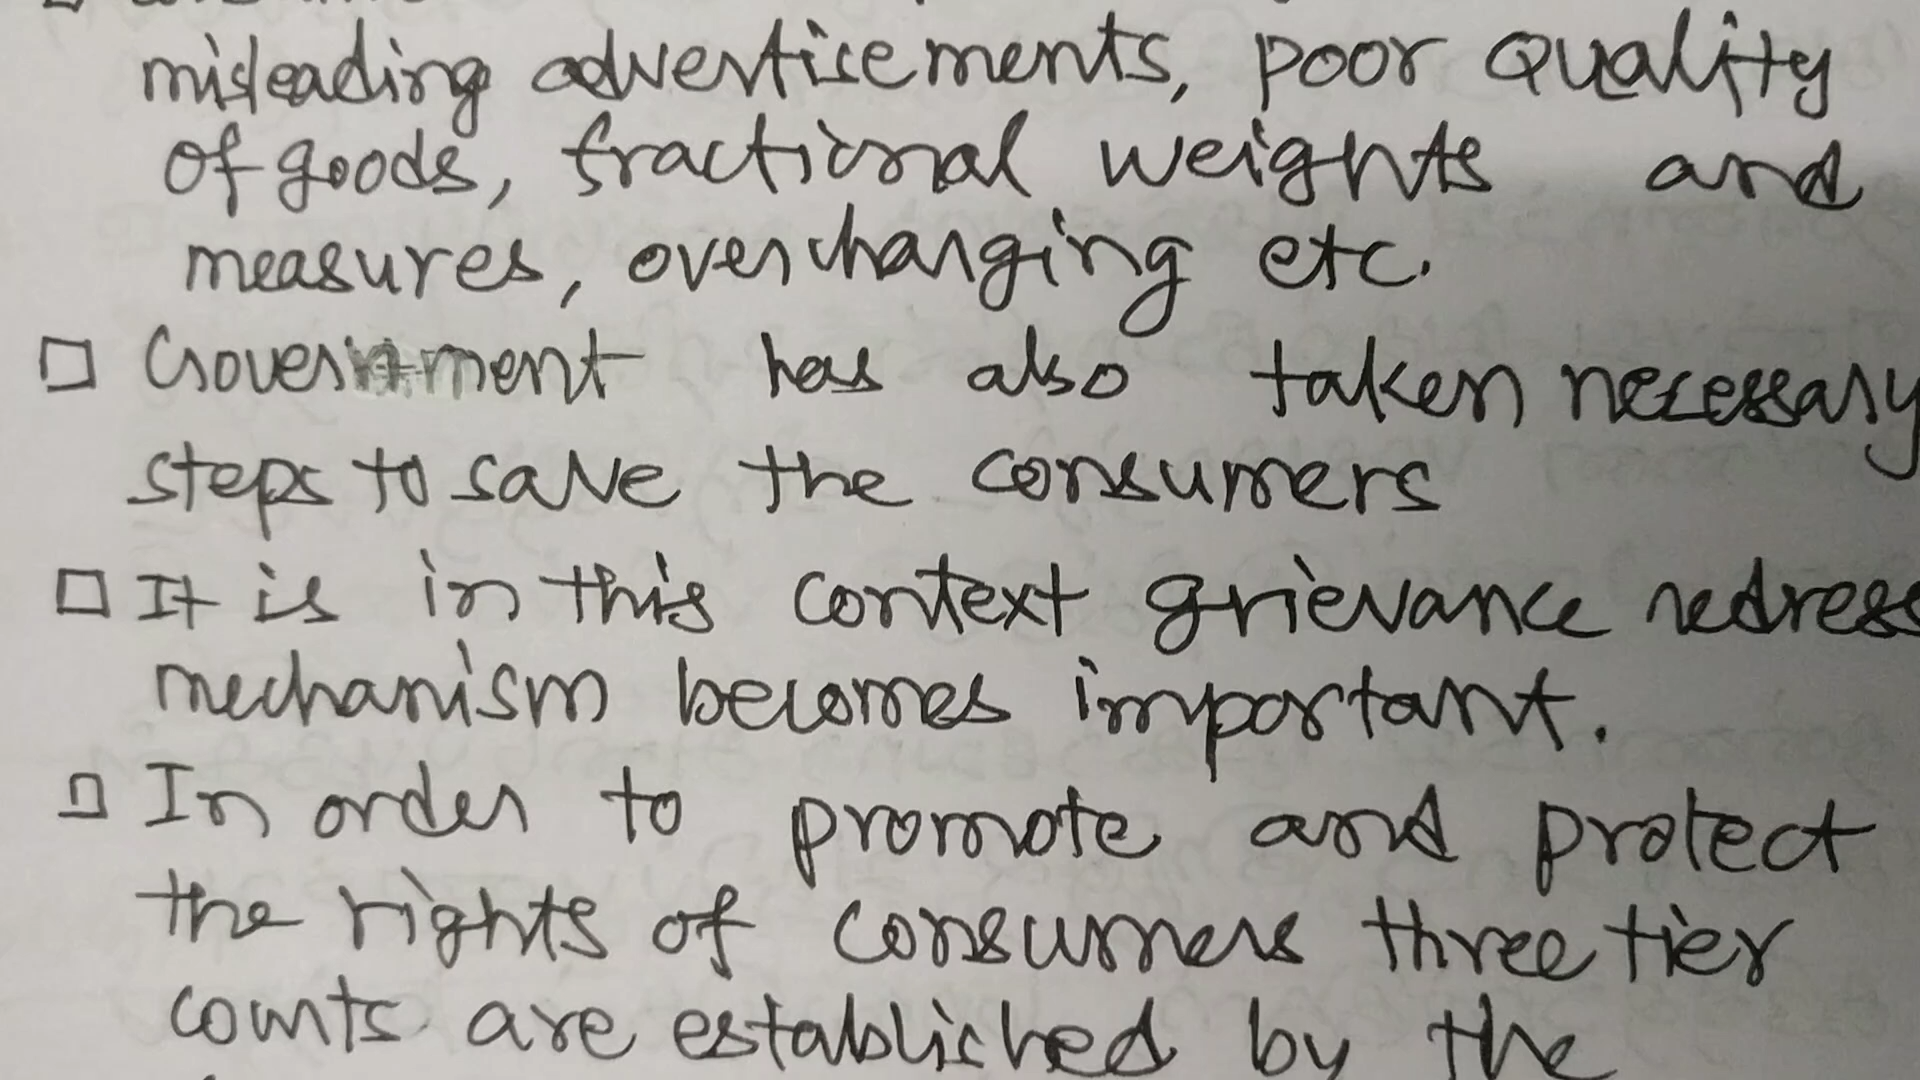 misleading advertisements, poor quality
of goods, fractional weights and
measures, overcharging etc.
□ Government has also taken necessary
steps to save the consumers
□ It is in this context grievance redress
mechanism becomes important.
□ In order to promote and protect
the rights of consumers three tier
courts are established by the